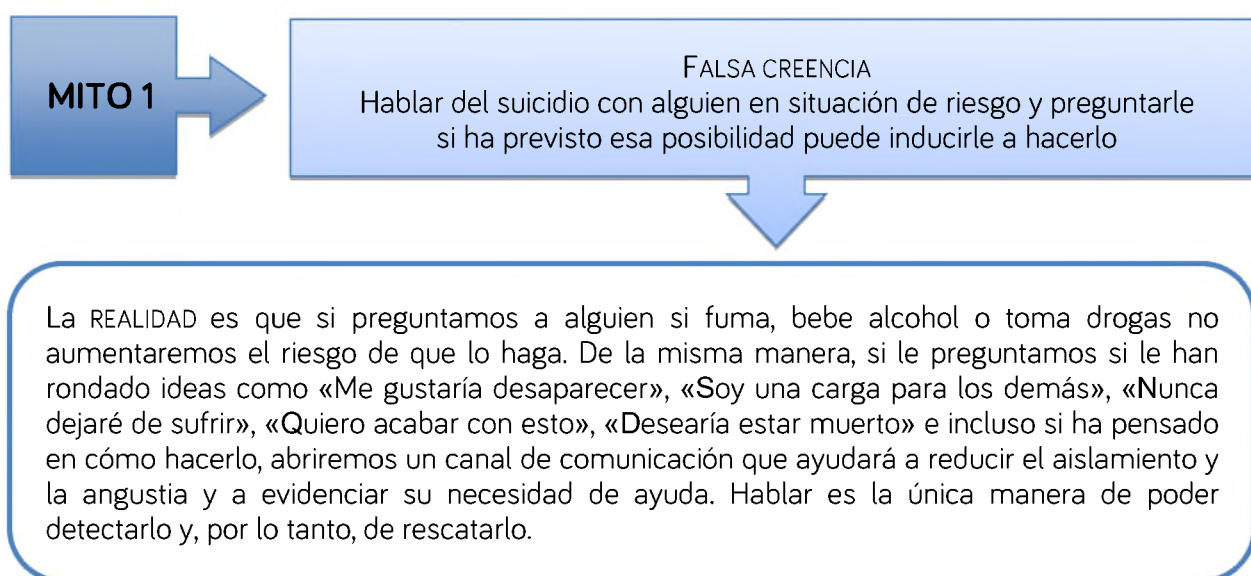 MITO 1
FALSA CREENCIA
Hablar del suicidio con alguien en situación de riesgo y preguntarle
si ha previsto esa posibilidad puede inducirle a hacerlo
La REALIDAD es que si preguntamos a alguien si fuma, bebe alcohol o toma drogas no
aumentaremos el riesgo de que lo haga. De la misma manera, si le preguntamos si le han
rondado ideas como «Me gustaría desaparecer», «Soy una carga para los demás», «Nunca
dejaré de sufrir», «Quiero acabar con esto», «Desearía estar muerto» e incluso si ha pensado
en cómo hacerlo, abriremos un canal de comunicación que ayudará a reducir el aislamiento y
la angustia y a evidenciar su necesidad de ayuda. Hablar es la única manera de poder
detectarlo y, por lo tanto, de rescatarlo.